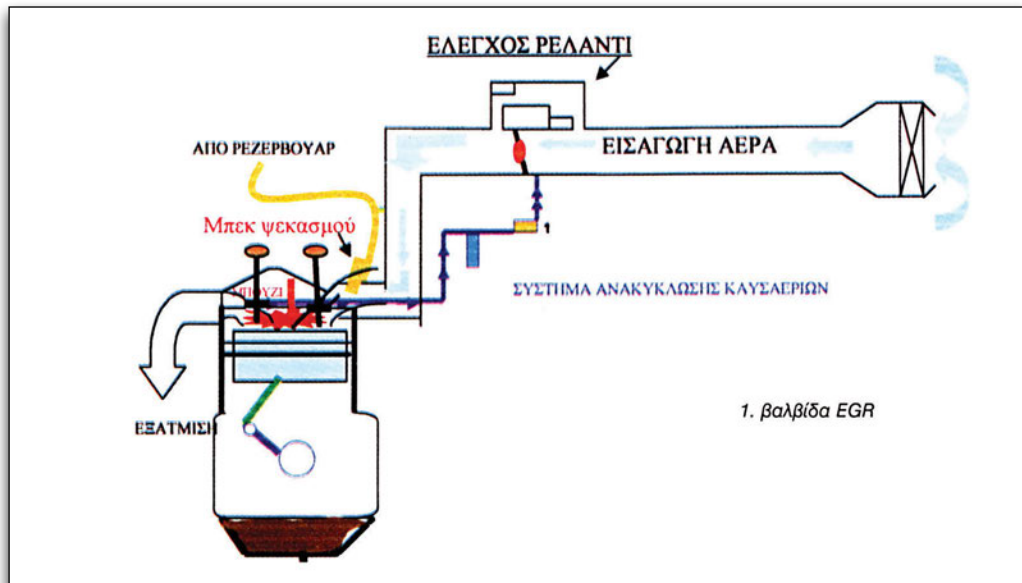 ΕΛΕΓΧΟΣ ΡΕΛΑΝΤΙ
ΑΠΟ ΡΕΖΕΡΒΟΥΑΡ
ΕΙΣΑΓΩΓΗ ΑΕΡΑ
Μπεκ ψεκασμού
1
ΜΠΟΥΖΙ
ΣΥΣΤΗΜΑ ΑΝΑΚΥΚΛΩΣΗΣ ΚΑΥΣΑΕΡΙΩΝ
ΕΞΑΤΜΙΣΗ
1. βαλβίδα EGR